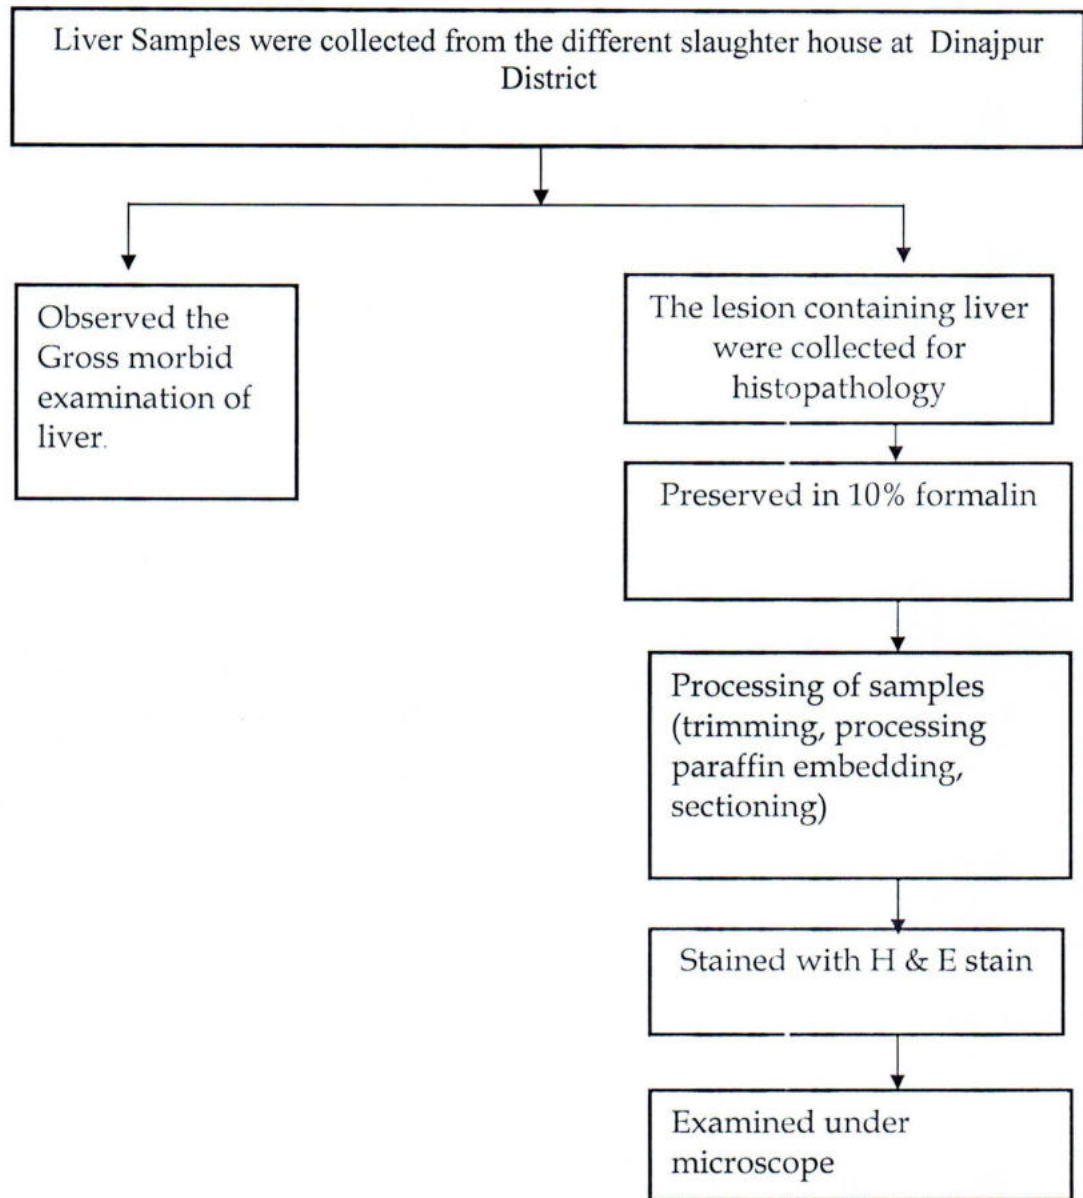 Liver Samples were collected from the different slaughter house at Dinajpur
District
Observed the
Gross morbid
examination of
liver.
The lesion containing liver
were collected for
histopathology
Preserved in 10% formalin
Processing of samples
(trimming, processing
paraffin embedding,
sectioning)
Stained with H & E stain
Examined under
microscope